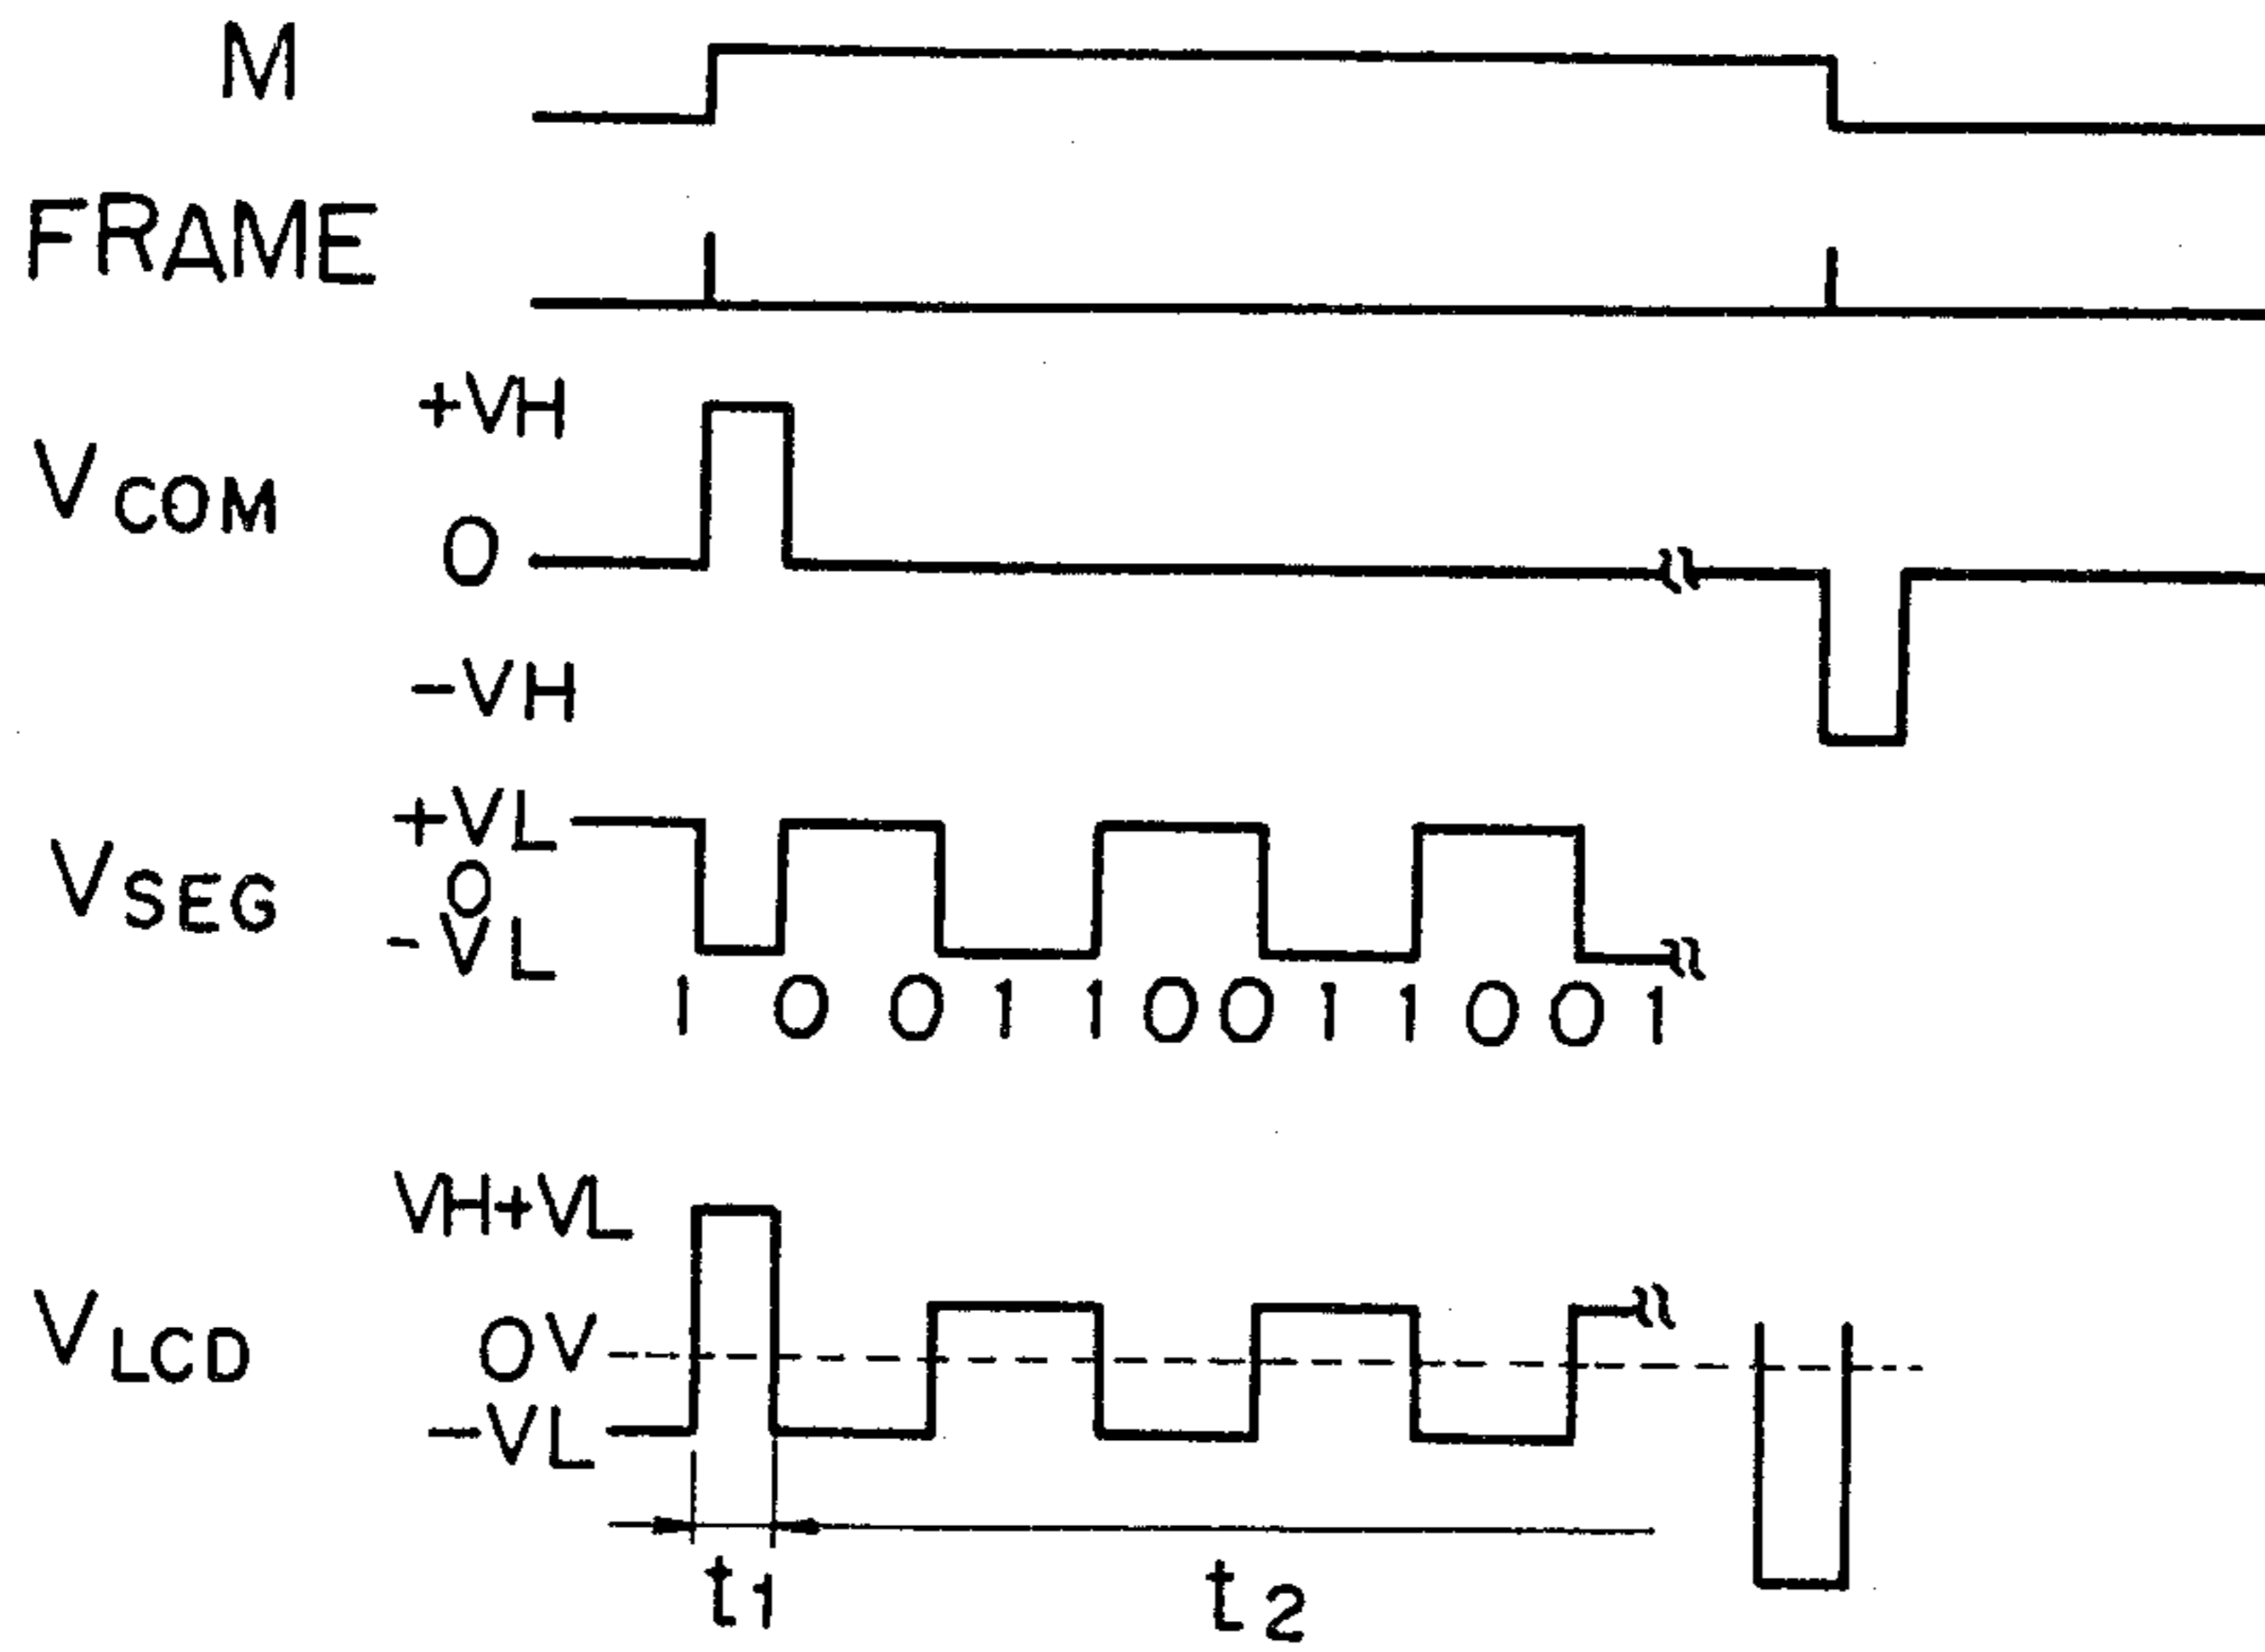 M
FRAME
+VH
VCOM
0
-VH
+VL
VSEG
0
-VL
1 0 0 1 1 0 0 1 1 0 0 1
VH+VL
VLCD
0V
-VL
t1 t2